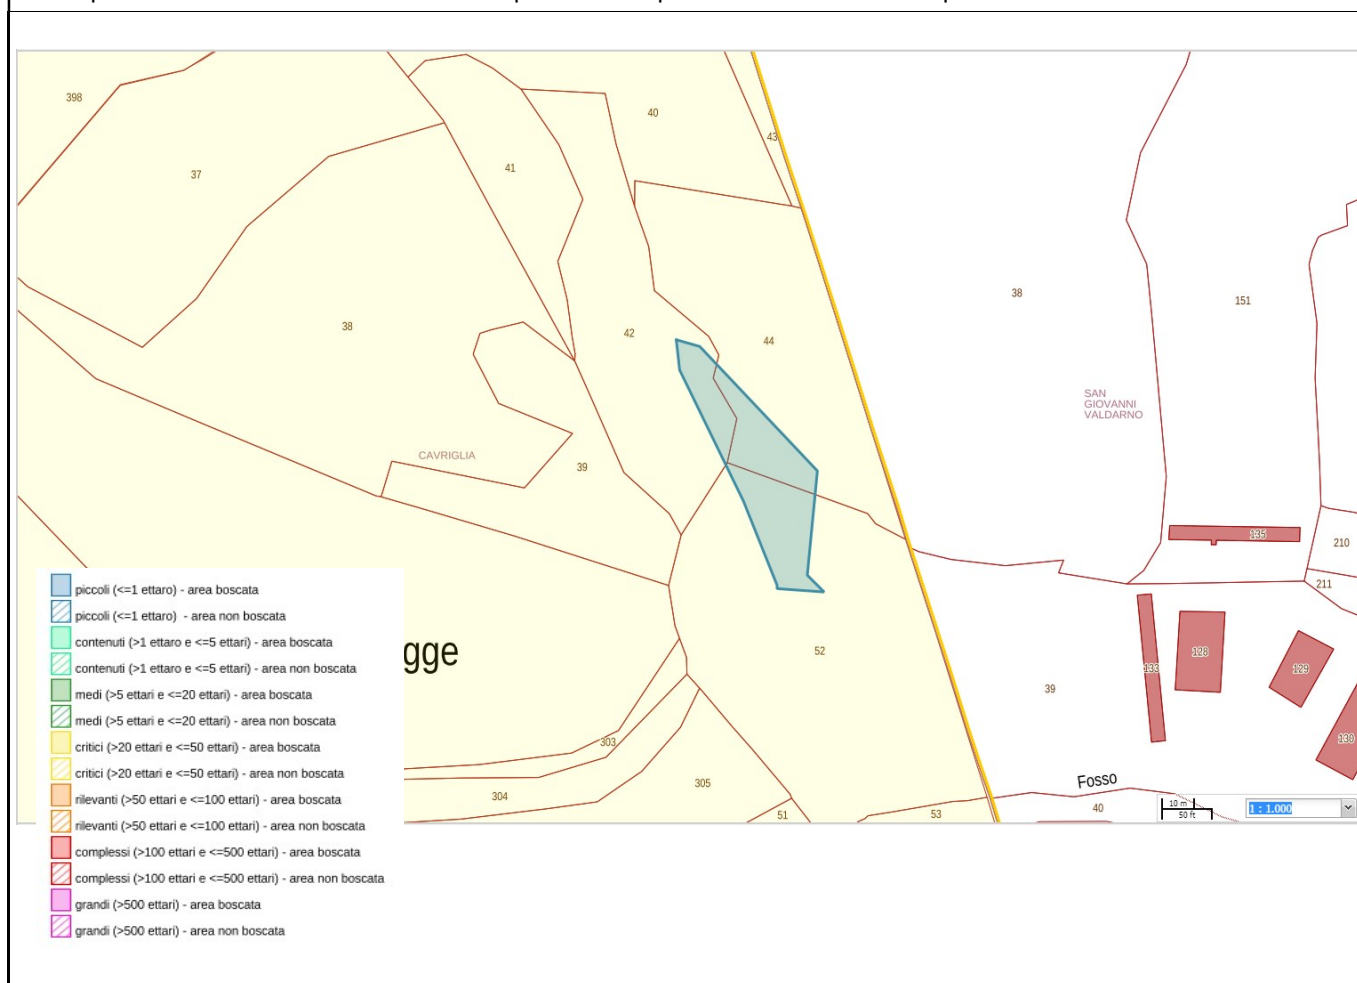 398
40
43
37
41
38
151
38
42
44
SAN
GIOVANNI
VALDARNO
CAVRIGLIA
39
135
210
211
gge
52
128
133
129
39
130
303
305
304
Fosso
51
53
40
10 m
50 ft
1 : 1.000
piccoli (<=1 ettaro) - area boscata
piccoli (<=1 ettaro) - area non boscata
contenuti (>1 ettaro e <=5 ettari) - area boscata
contenuti (>1 ettaro e <=5 ettari) - area non boscata
medi (>5 ettari e <=20 ettari) - area boscata
medi (>5 ettari e <=20 ettari) - area non boscata
critici (>20 ettari e <=50 ettari) - area boscata
critici (>20 ettari e <=50 ettari) - area non boscata
rilevanti (>50 ettari e <=100 ettari) - area boscata
rilevanti (>50 ettari e <=100 ettari) - area non boscata
complessi (>100 ettari e <=500 ettari) - area boscata
complessi (>100 ettari e <=500 ettari) - area non boscata
grandi (>500 ettari) - area boscata
grandi (>500 ettari) - area non boscata